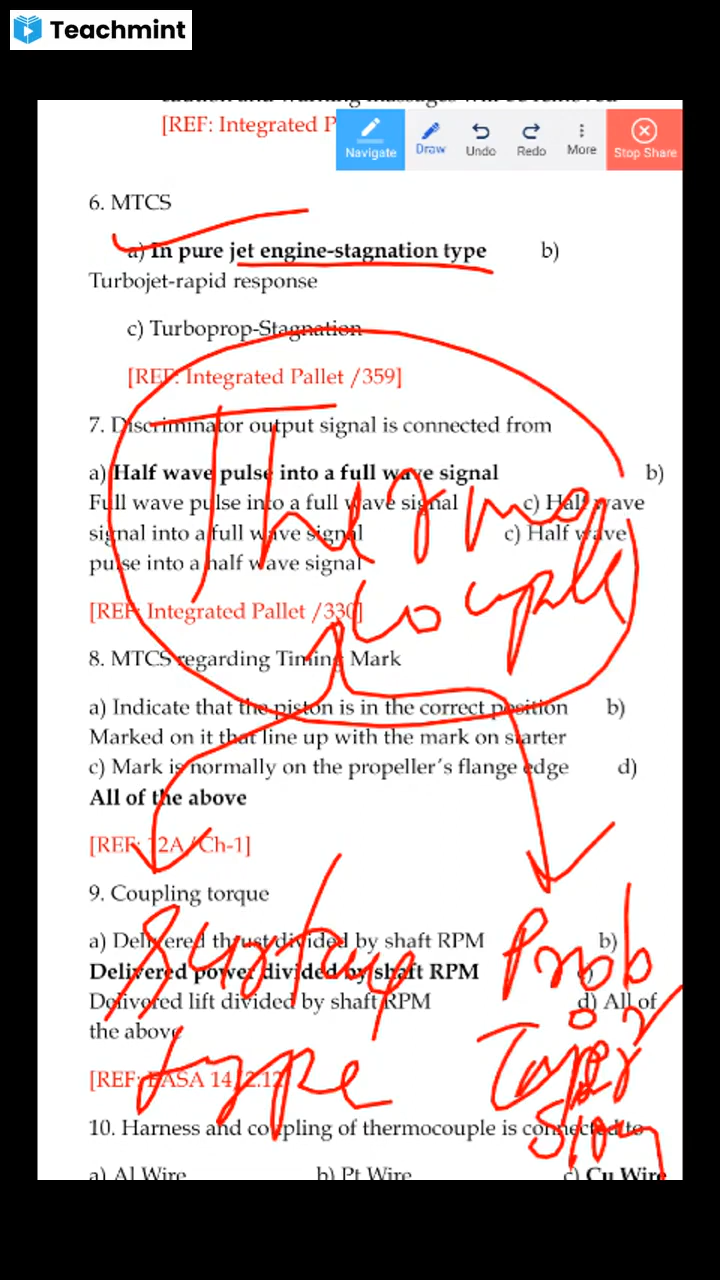 Teachmint
[REF: Integrated P
Navigate Draw Undo Redo More Stop Share
6. MTCS
a) In pure jet engine-stagnation type b)
Turbojet-rapid response
c) Turboprop-Stagnation
[REF: Integrated Pallet /359]
7. Discriminator output signal is connected from
a) Half wave pulse into a full wave signal b)
Full wave pulse into a full wave signal c) Half wave
signal into a full wave signal c) Half wave
pulse into a half wave signal
Thermo
couple
[REF: Integrated Pallet /330]
8. MTCS regarding Timing Mark
a) Indicate that the piston is in the correct position b)
Marked on it that line up with the mark on starter
c) Mark is normally on the propeller's flange edge d)
All of the above
[REF: 12A/Ch-1]
9. Coupling torque
a) Delivered thrust divided by shaft RPM b)
Delivered power divided by shaft RPM c)
Delivered lift divided by shaft RPM d) All of
the above
Surface Prob
type or
[REF: EASA 14/2.12]
10. Harness and coupling of thermocouple is connected to
a) Al Wire b) Pt Wire c) Cu Wire